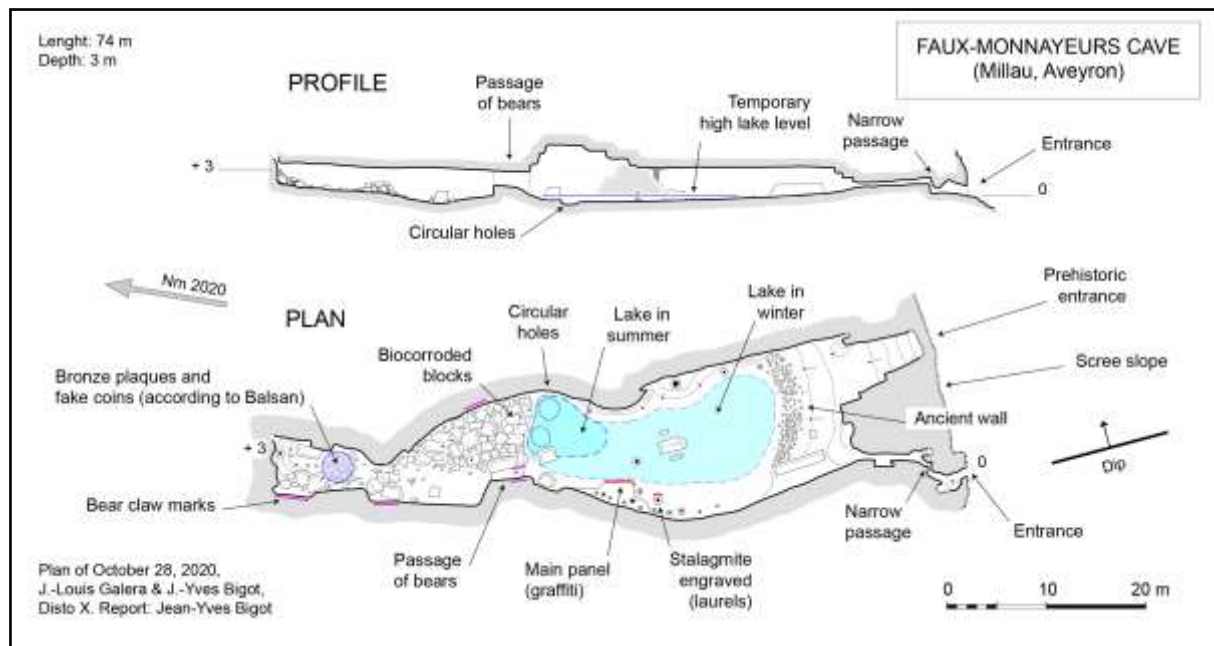 Lenght: 74 m
Depth: 3 m
PROFILE
FAUX-MONNAYEURS CAVE
(Millau, Aveyron)
Passage
of bears
Temporary
high lake level
Narrow
passage
Entrance
+ 3
0
Circular holes
Nm 2020
PLAN
Circular
holes
Lake in
summer
Lake in
winter
Prehistoric
entrance
Biocorroded
blocks
Scree slope
Bronze plaques and
fake coins (according to Balsan)
Ancient wall
+ 3
0
Dip
Bear claw marks
Passage
of bears
Main panel
(graffiti)
Stalagmite
engraved
(laurels)
Narrow
passage
Entrance
Plan of October 28, 2020,
J.-Louis Galera & J.-Yves Bigot,
Disto X. Report: Jean-Yves Bigot
0 10 20 m